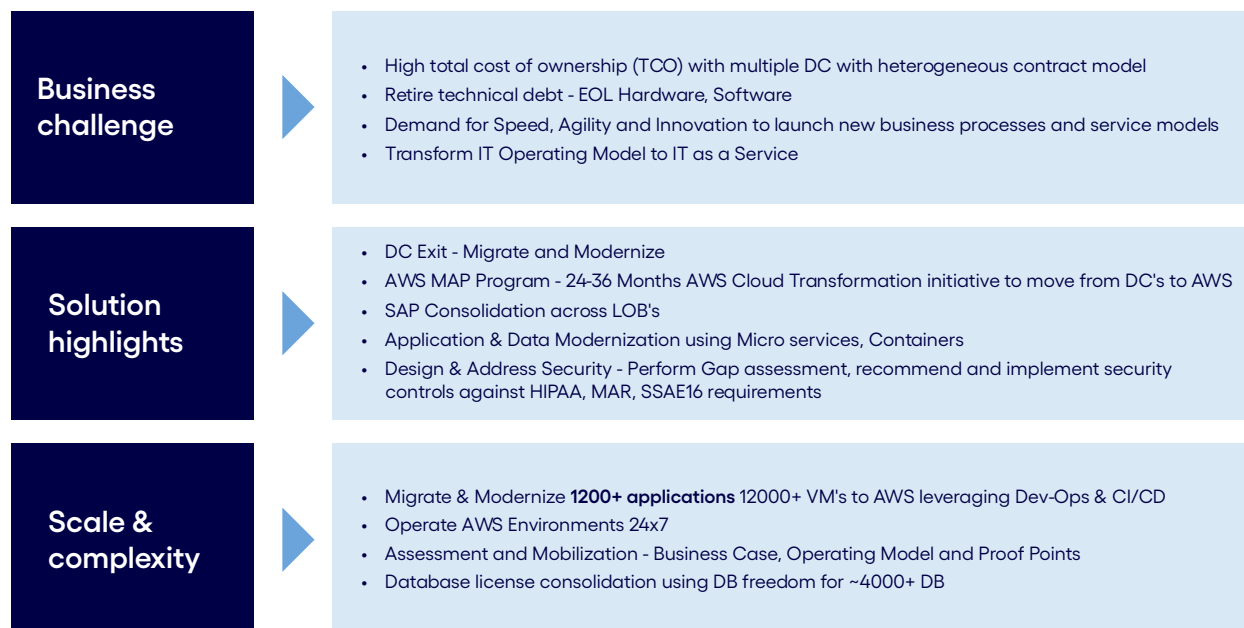 Business
challenge
• High total cost of ownership (TCO) with multiple DC with heterogeneous contract model
• Retire technical debt - EOL Hardware, Software
• Demand for Speed, Agility and Innovation to launch new business processes and service models
• Transform IT Operating Model to IT as a Service
Solution
highlights
• DC Exit - Migrate and Modernize
• AWS MAP Program - 24-36 Months AWS Cloud Transformation initiative to move from DC's to AWS
• SAP Consolidation across LOB's
• Application & Data Modernization using Micro services, Containers
• Design & Address Security - Perform Gap assessment, recommend and implement security
controls against HIPAA, MAR, SSAE16 requirements
Scale &
complexity
• Migrate & Modernize 1200+ applications 12000+ VM's to AWS leveraging Dev-Ops & CI/CD
• Operate AWS Environments 24x7
• Assessment and Mobilization - Business Case, Operating Model and Proof Points
• Database license consolidation using DB freedom for ~4000+ DB